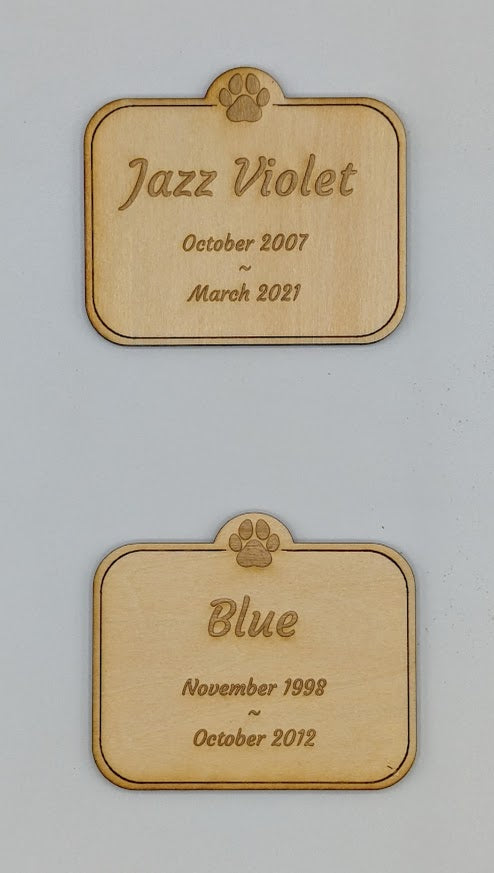 Jazz Violet
October 2007
~
March 2021
Blue
November 1998
~
October 2012